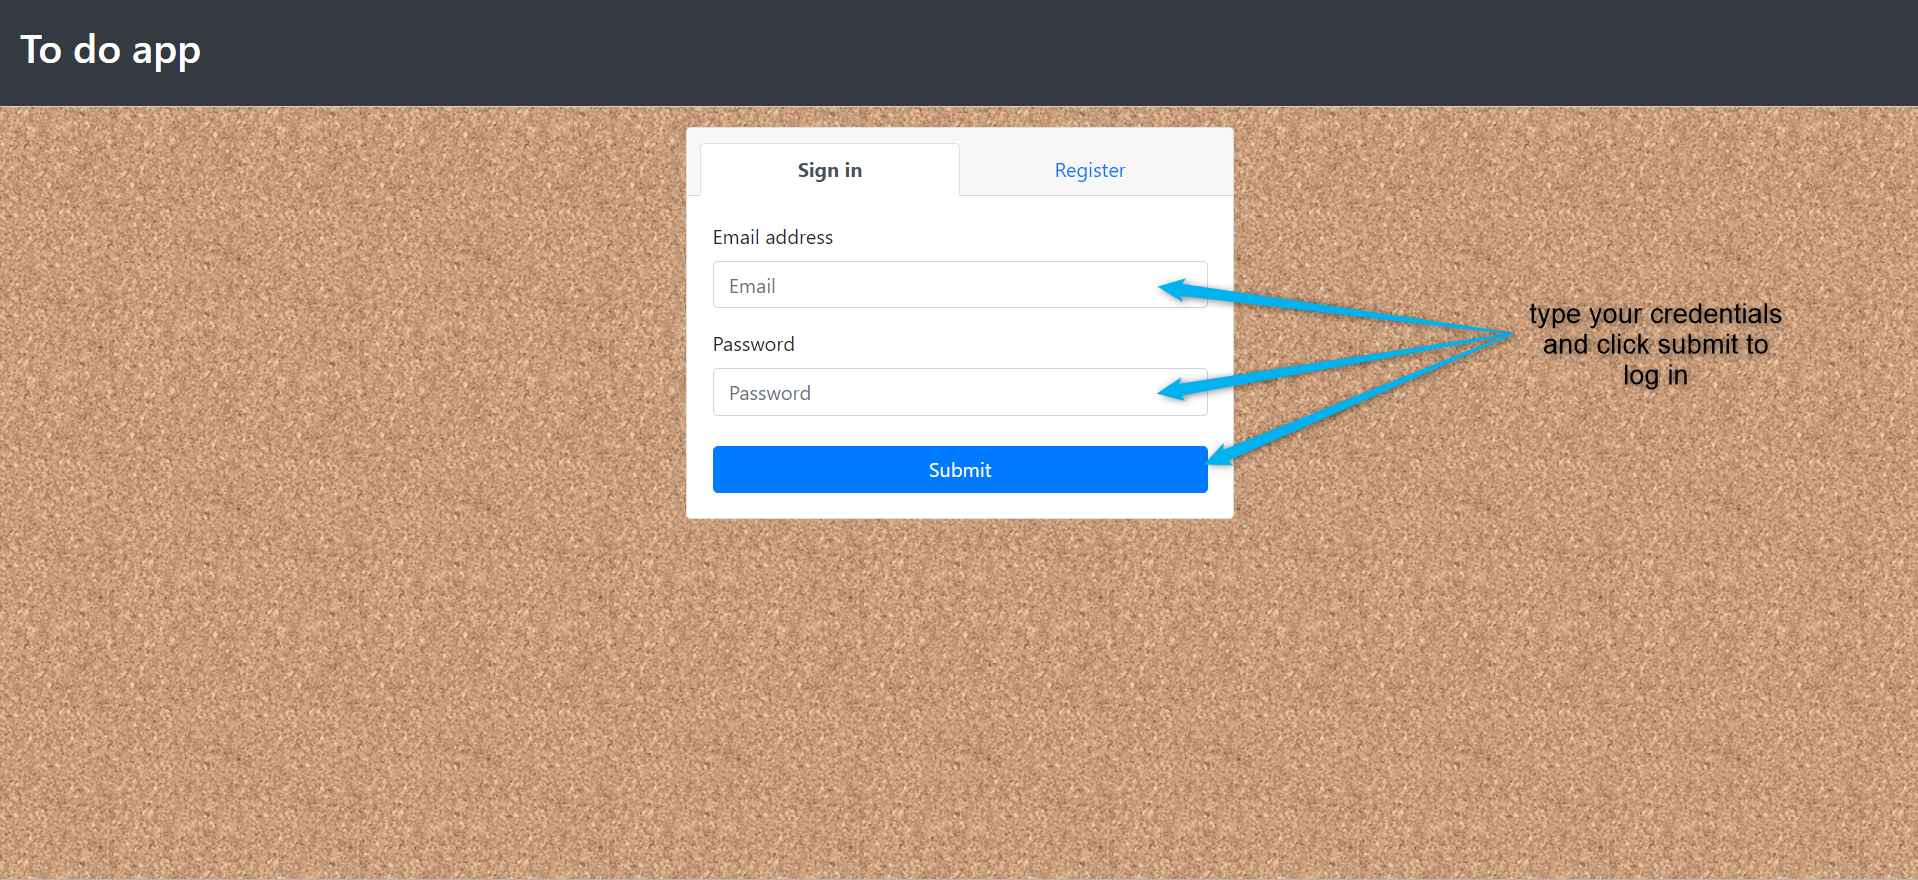 To do app
Sign in
Register
Email address
Email
Password
Password
Submit
type your credentials
and click submit to
log in